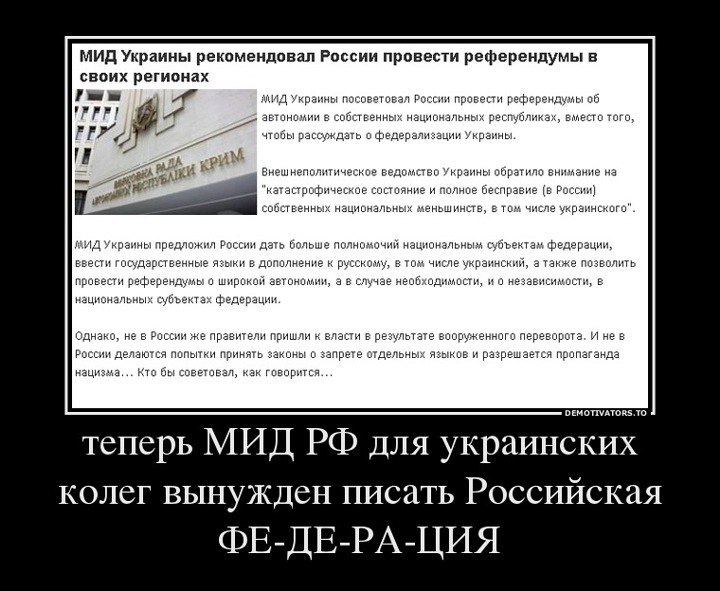 МИД Украины рекомендовал России провести референдумы в
своих регионах
МИД Украины посоветовал России провести референдумы об
автономии в собственных национальных республиках, вместо того,
чтобы рассуждать о федерализации Украины.
ВЕРХОВНА РАДА
АВТОНОМНОЇ РЕСПУБЛІКИ КРИМ
Внешнеполитическое ведомство Украины обратило внимание на
"катастрофическое состояние и полное бесправие (в России)
собственных национальных меньшинств, в том числе украинского".
МИД Украины предложил России дать больше полномочий национальным субъектам федерации,
ввести государственные языки в дополнение к русскому, в том числе украинский, а также позволить
провести референдумы о широкой автономии, а в случае необходимости, и о независимости, в
национальных субъектах федерации.
Однако, не в России же правители пришли к власти в результате вооруженного переворота. И не в
России делаются попытки принять законы о запрете отдельных языков и разрешается пропаганда
нацизма... Кто бы советовал, как говорится...
DEMOTIVATORS.TO
теперь МИД РФ для украинских
колег вынужден писать Российская
ФЕ-ДЕ-РА-ЦИЯ